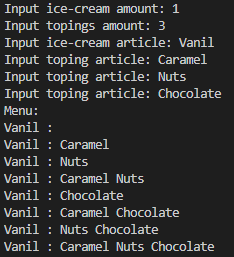 Input ice-cream amount: 1
Input topings amount: 3
Input ice-cream article: Vanil
Input toping article: Caramel
Input toping article: Nuts
Input toping article: Chocolate
Menu:
Vanil :
Vanil : Caramel
Vanil : Nuts
Vanil : Caramel Nuts
Vanil : Chocolate
Vanil : Caramel Chocolate
Vanil : Nuts Chocolate
Vanil : Caramel Nuts Chocolate